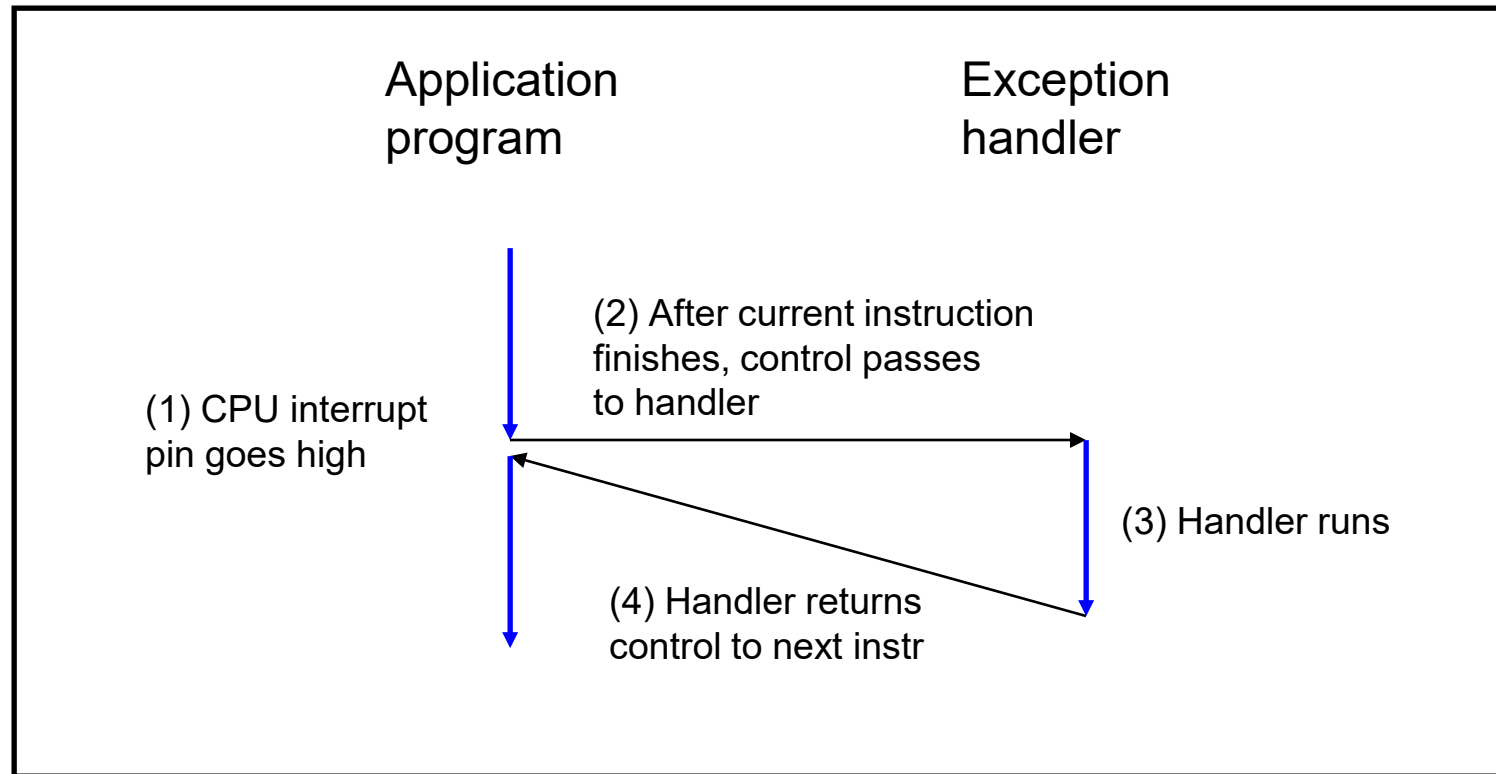 Application
program
Exception
handler
(2) After current instruction
finishes, control passes
to handler
(1) CPU interrupt
pin goes high
(3) Handler runs
(4) Handler returns
control to next instr